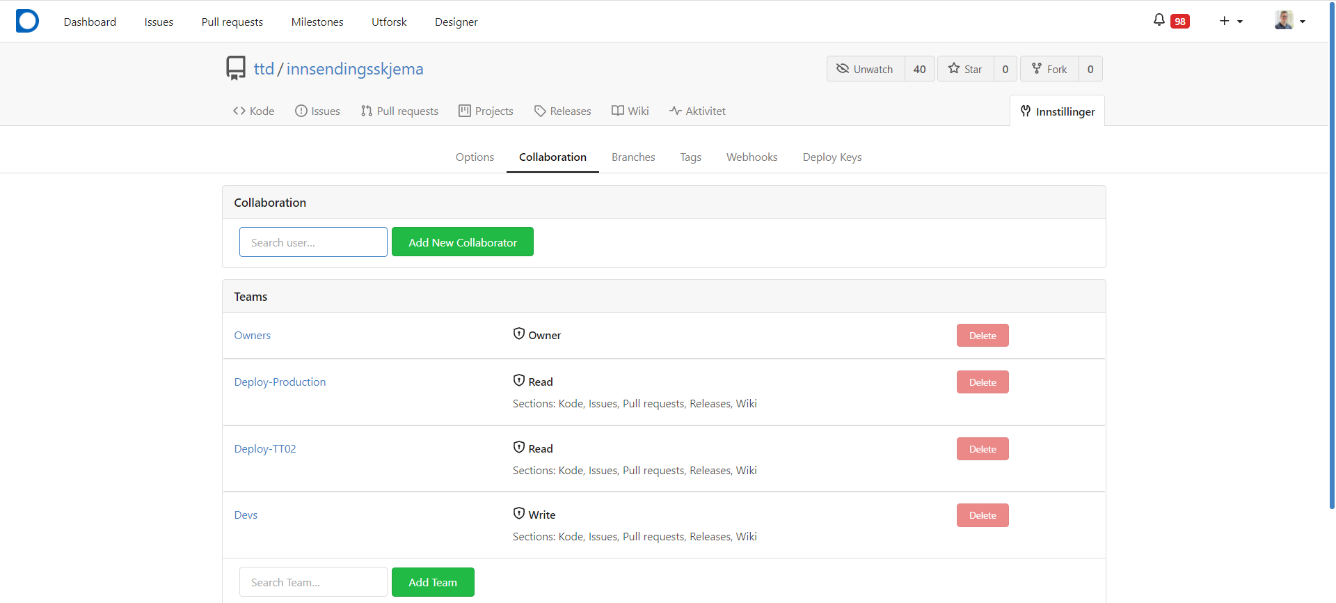 Dashboard Issues Pull requests Milestones Utforsk Designer 98
ttd / innsendingsskjema Unwatch 40 Star 0 Fork 0
Kode Issues Pull requests Projects Releases Wiki Aktivitet Innstillinger
Options Collaboration Branches Tags Webhooks Deploy Keys
Collaboration
Search user... Add New Collaborator
Teams
Owners Owner Delete
Deploy-Production Read Delete
Sections: Kode, Issues, Pull requests, Releases, Wiki
Deploy-TT02 Read Delete
Sections: Kode, Issues, Pull requests, Releases, Wiki
Devs Write Delete
Sections: Kode, Issues, Pull requests, Releases, Wiki
Search Team... Add Team